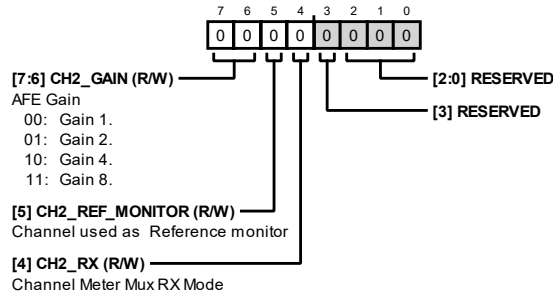 7 6 5 4 3 2 1 0
0 0 0 0 0 0 0 0
[7:6] CH2_GAIN (R/W)
AFE Gain
00: Gain 1.
01: Gain 2.
10: Gain 4.
11: Gain 8.
[5] CH2_REF_MONITOR (R/W)
Channel used as Reference monitor
[4] CH2_RX (R/W)
Channel Meter Mux RX Mode
[2:0] RESERVED
[3] RESERVED